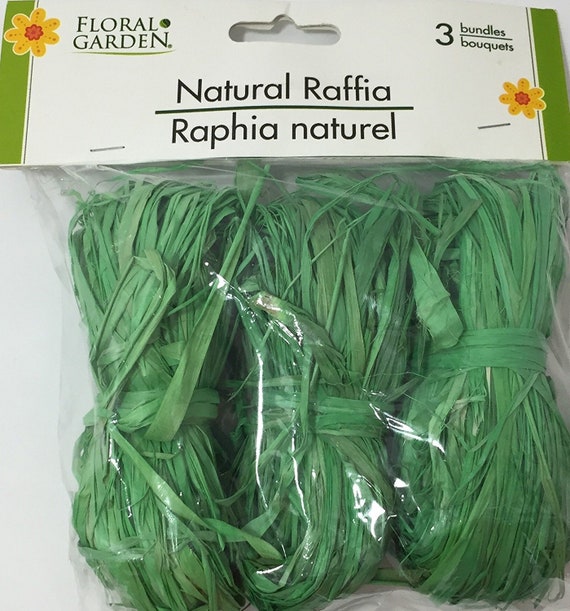 FLORAL
GARDEN®
3 bundles
bouquets
Natural Raffia
Raphia naturel